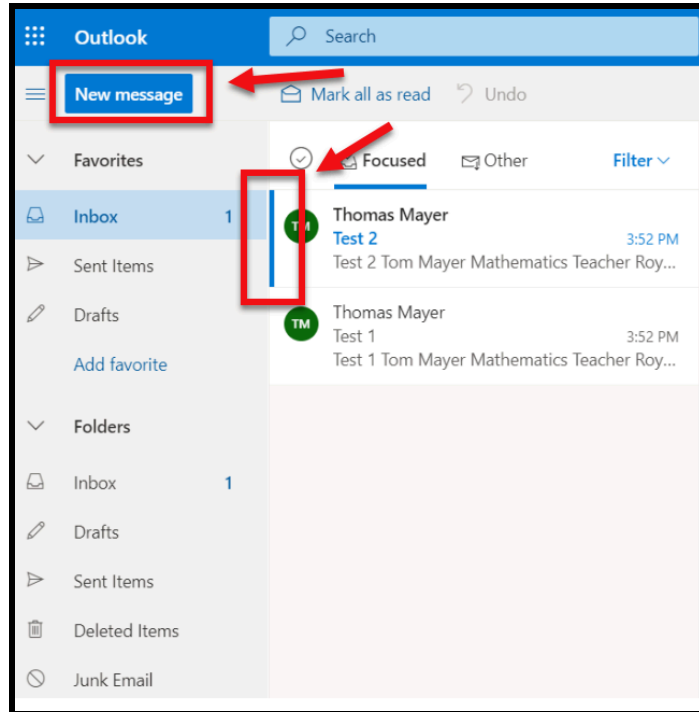 Outlook
Search
New message
Mark all as read
Undo
Favorites
Focused
Other
Filter
Inbox 1
TM
Thomas Mayer
Test 2 3:52 PM
Test 2 Tom Mayer Mathematics Teacher Roy...
Sent Items
Drafts
TM
Thomas Mayer
Test 1 3:52 PM
Test 1 Tom Mayer Mathematics Teacher Roy...
Add favorite
Folders
Inbox 1
Drafts
Sent Items
Deleted Items
Junk Email